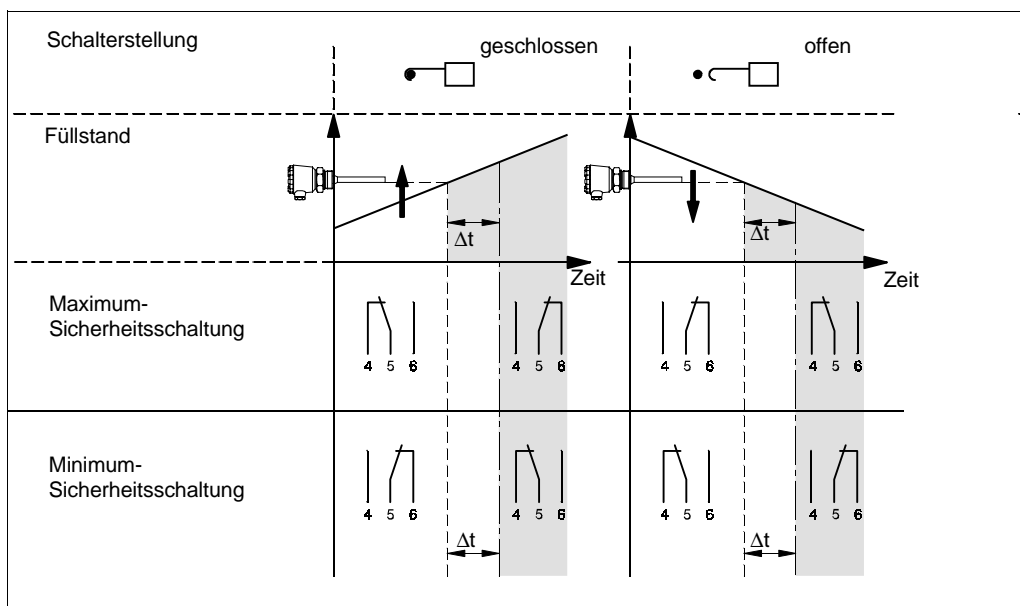 Schalterstellung
geschlossen
offen
Füllstand
Δt
Δt
Zeit
Zeit
Maximum-
Sicherheitsschaltung
4 5 6
4 5 6
4 5 6
4 5 6
Minimum-
Sicherheitsschaltung
4 5 6
4 5 6
4 5 6
4 5 6
Δt
Δt